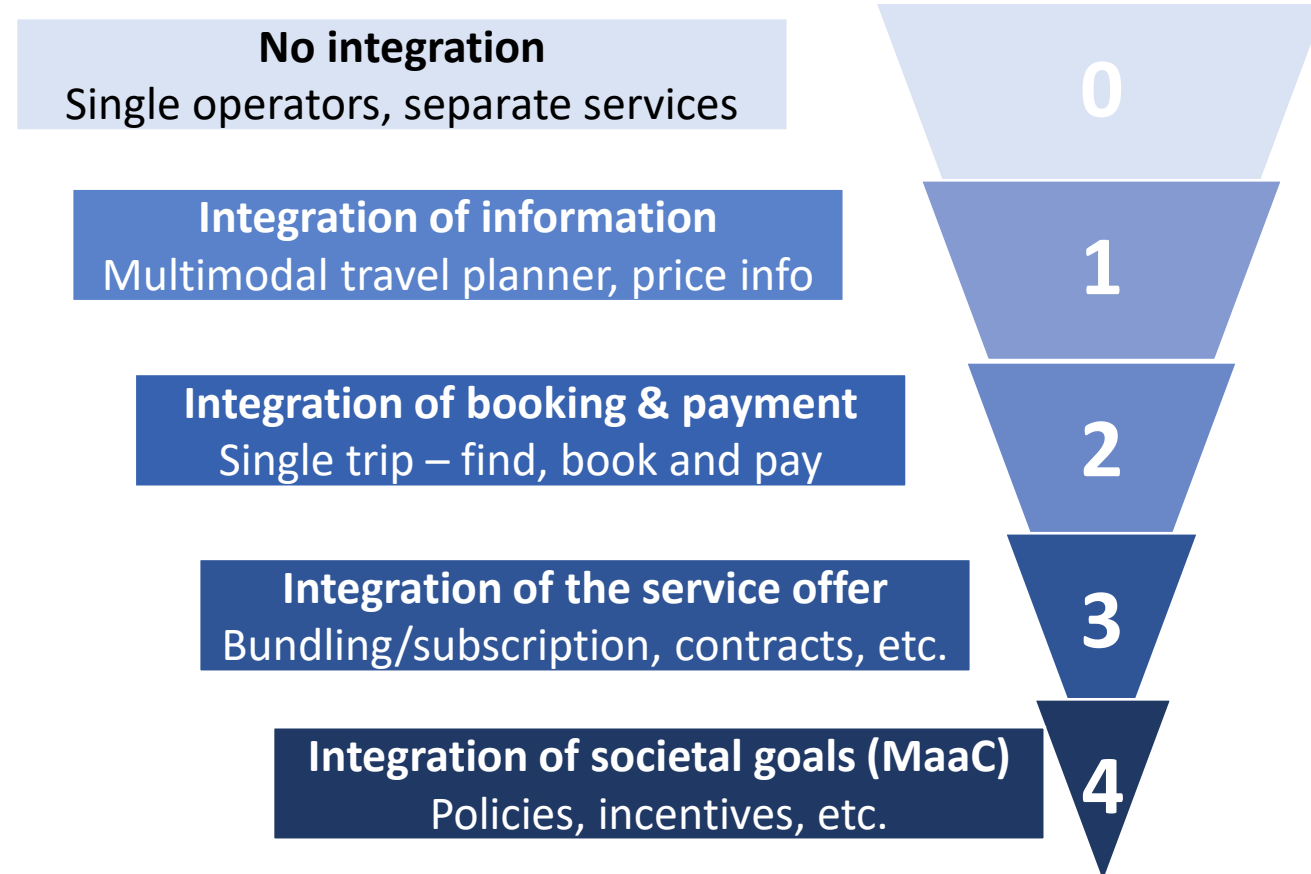 No integration
Single operators, separate services
0
Integration of information
Multimodal travel planner, price info
1
Integration of booking & payment
Single trip – find, book and pay
2
Integration of the service offer
Bundling/subscription, contracts, etc.
3
Integration of societal goals (MaaC)
Policies, incentives, etc.
4